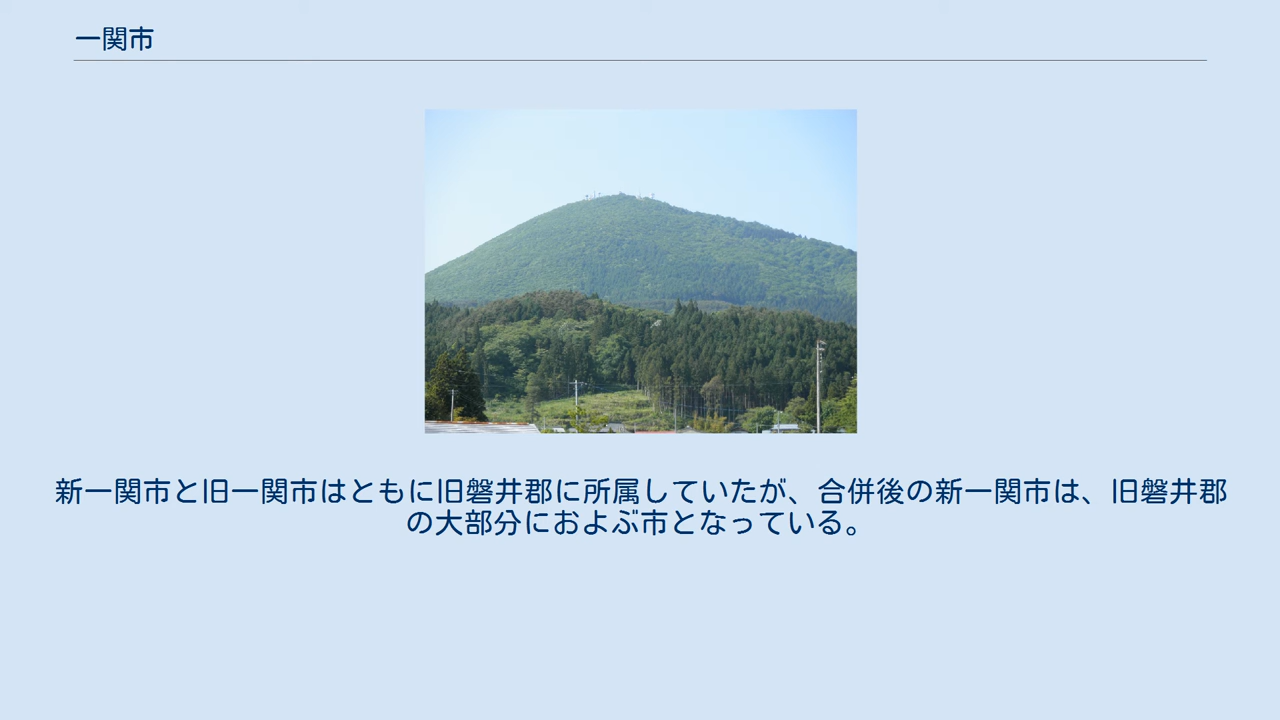 一関市
新一関市と旧一関市はともに旧磐井郡に所属していたが、合併後の新一関市は、旧磐井郡
の大部分におよぶ市となっている。